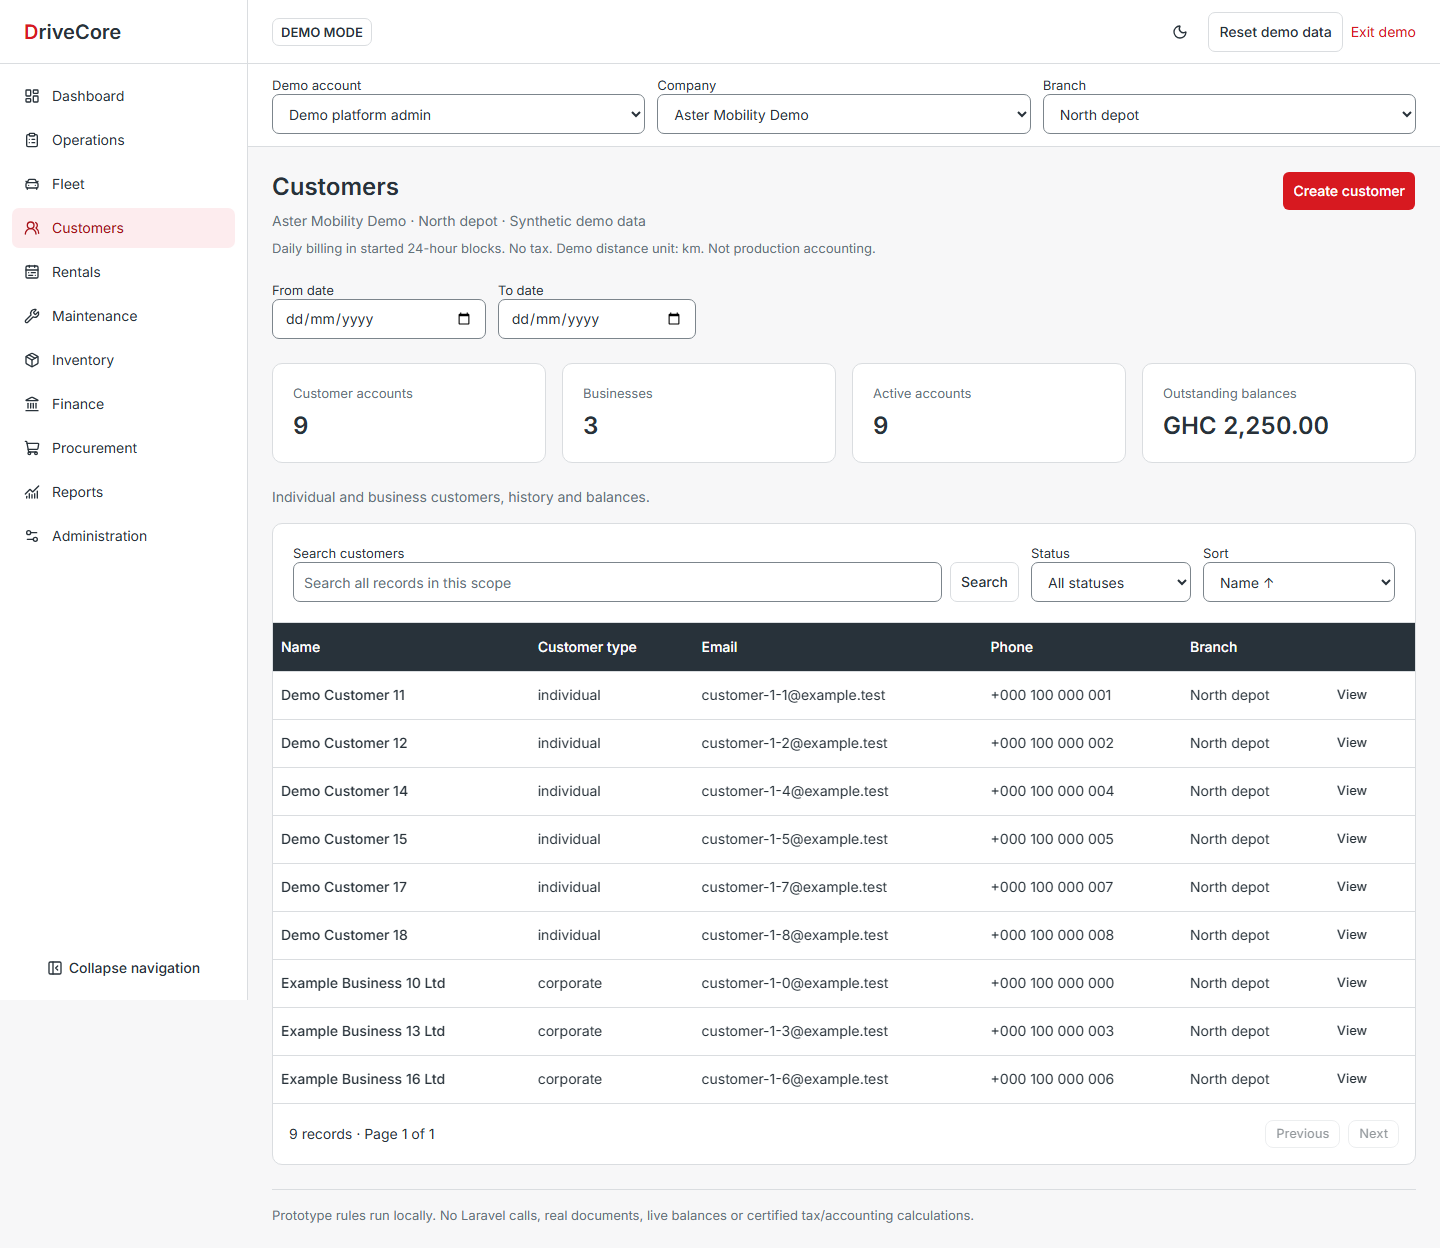 DriveCore
DEMO MODE
Reset demo data
Exit demo
Dashboard
Operations
Fleet
Customers
Rentals
Maintenance
Inventory
Finance
Procurement
Reports
Administration
Collapse navigation
Demo account
Company
Branch
Demo platform admin
Aster Mobility Demo
North depot
Customers
Create customer
Aster Mobility Demo · North depot · Synthetic demo data
Daily billing in started 24-hour blocks. No tax. Demo distance unit: km. Not production accounting.
From date
To date
dd/mm/yyyy
dd/mm/yyyy
Customer accounts
9
Businesses
3
Active accounts
9
Outstanding balances
GHC 2,250.00
Individual and business customers, history and balances.
Search customers
Status
Sort
Search all records in this scope
Search
All statuses
Name ↑
Name Customer type Email Phone Branch
Demo Customer 11 individual customer-1-1@example.test +000 100 000 001 North depot View
Demo Customer 12 individual customer-1-2@example.test +000 100 000 002 North depot View
Demo Customer 14 individual customer-1-4@example.test +000 100 000 004 North depot View
Demo Customer 15 individual customer-1-5@example.test +000 100 000 005 North depot View
Demo Customer 17 individual customer-1-7@example.test +000 100 000 007 North depot View
Demo Customer 18 individual customer-1-8@example.test +000 100 000 008 North depot View
Example Business 10 Ltd corporate customer-1-0@example.test +000 100 000 000 North depot View
Example Business 13 Ltd corporate customer-1-3@example.test +000 100 000 003 North depot View
Example Business 16 Ltd corporate customer-1-6@example.test +000 100 000 006 North depot View
9 records · Page 1 of 1
Previous
Next
Prototype rules run locally. No Laravel calls, real documents, live balances or certified tax/accounting calculations.